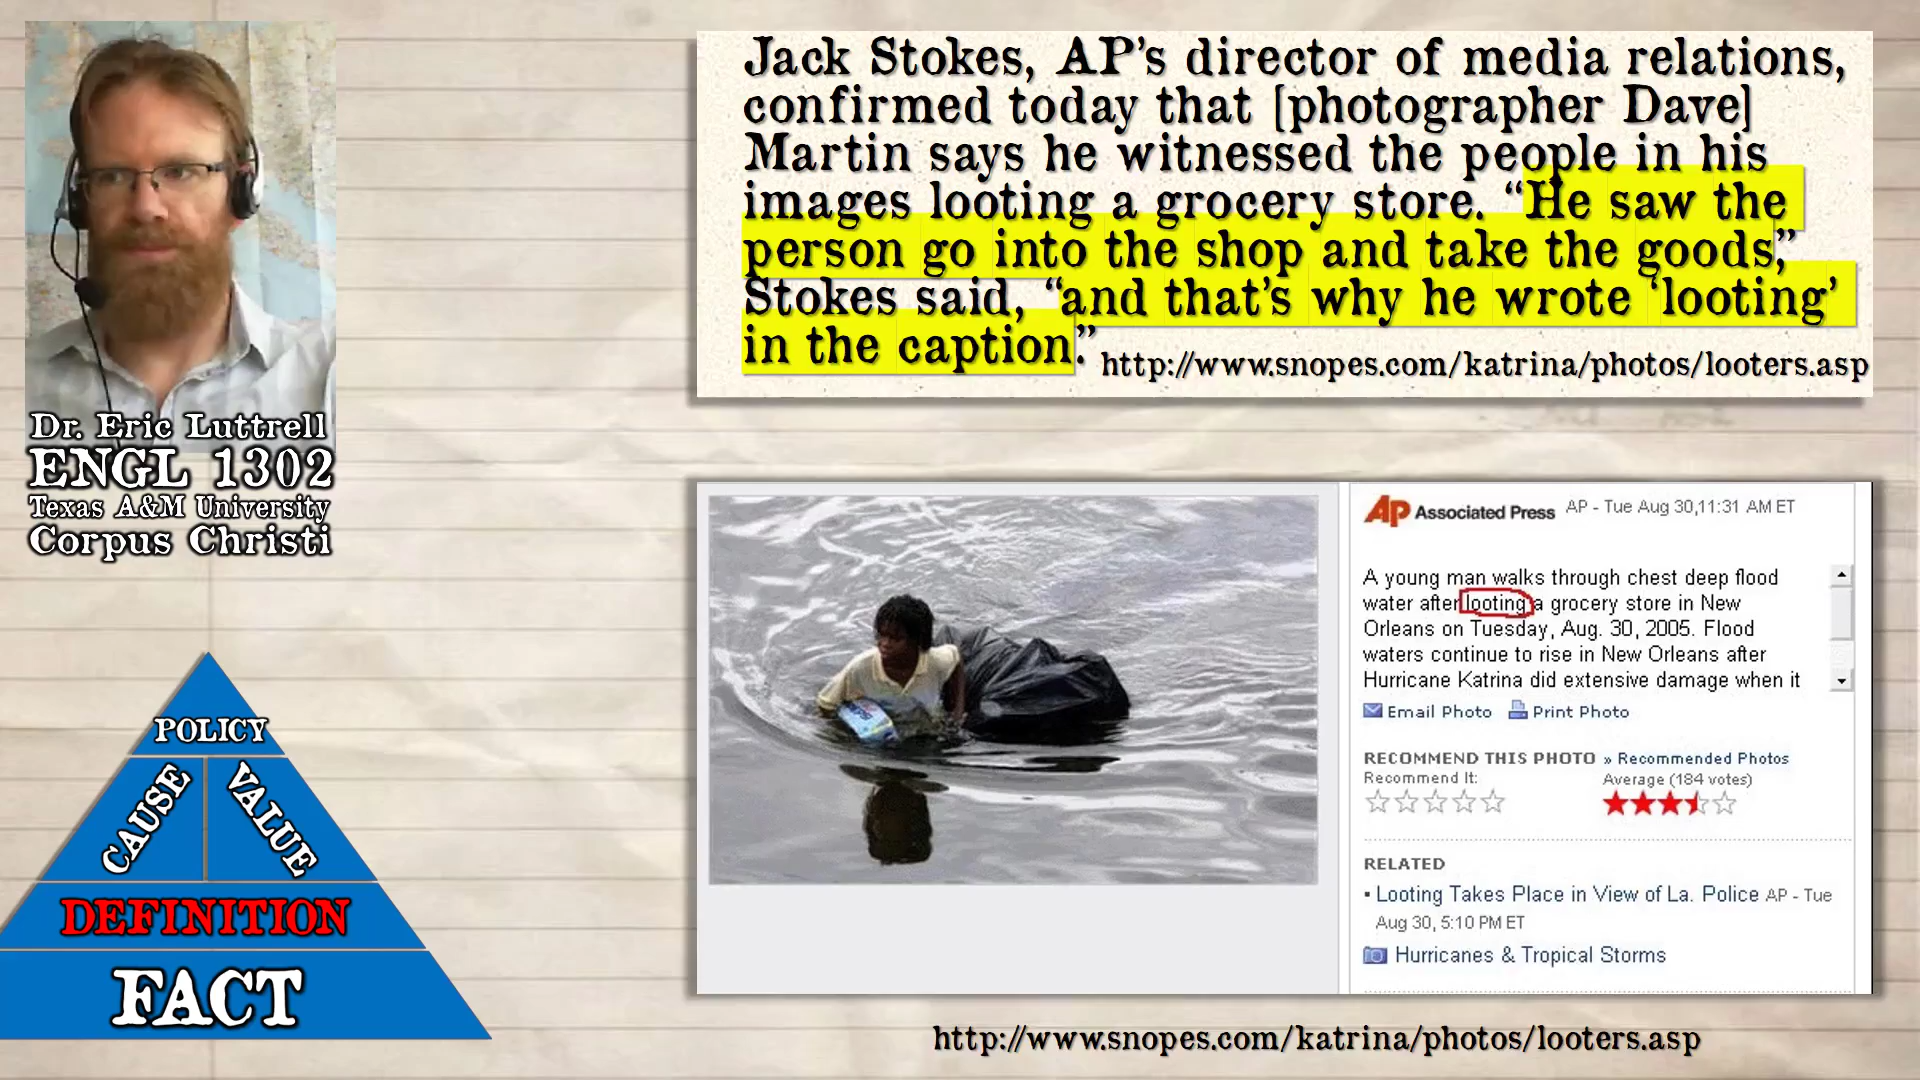 Jack Stokes, AP's director of media relations,
confirmed today that [photographer Dave]
Martin says he witnessed the people in his
images looting a grocery store. "He saw the
person go into the shop and take the goods,"
Stokes said, "and that's why he wrote 'looting'
in the caption."
http://www.snopes.com/katrina/photos/looters.asp
Dr. Eric Luttrell
ENGL 1302
Texas A&M University
Corpus Christi
POLICY
CAUSE
VALUE
DEFINITION
FACT
AP Associated Press AP - Tue Aug 30,11:31 AM ET
A young man walks through chest deep flood
water after looting a grocery store in New
Orleans on Tuesday, Aug. 30, 2005. Flood
waters continue to rise in New Orleans after
Hurricane Katrina did extensive damage when it
Email Photo Print Photo
RECOMMEND THIS PHOTO » Recommended Photos
Recommend It:
Average (184 votes)
RELATED
• Looting Takes Place in View of La. Police AP - Tue
Aug 30, 5:10 PM ET
Hurricanes & Tropical Storms
http://www.snopes.com/katrina/photos/looters.asp